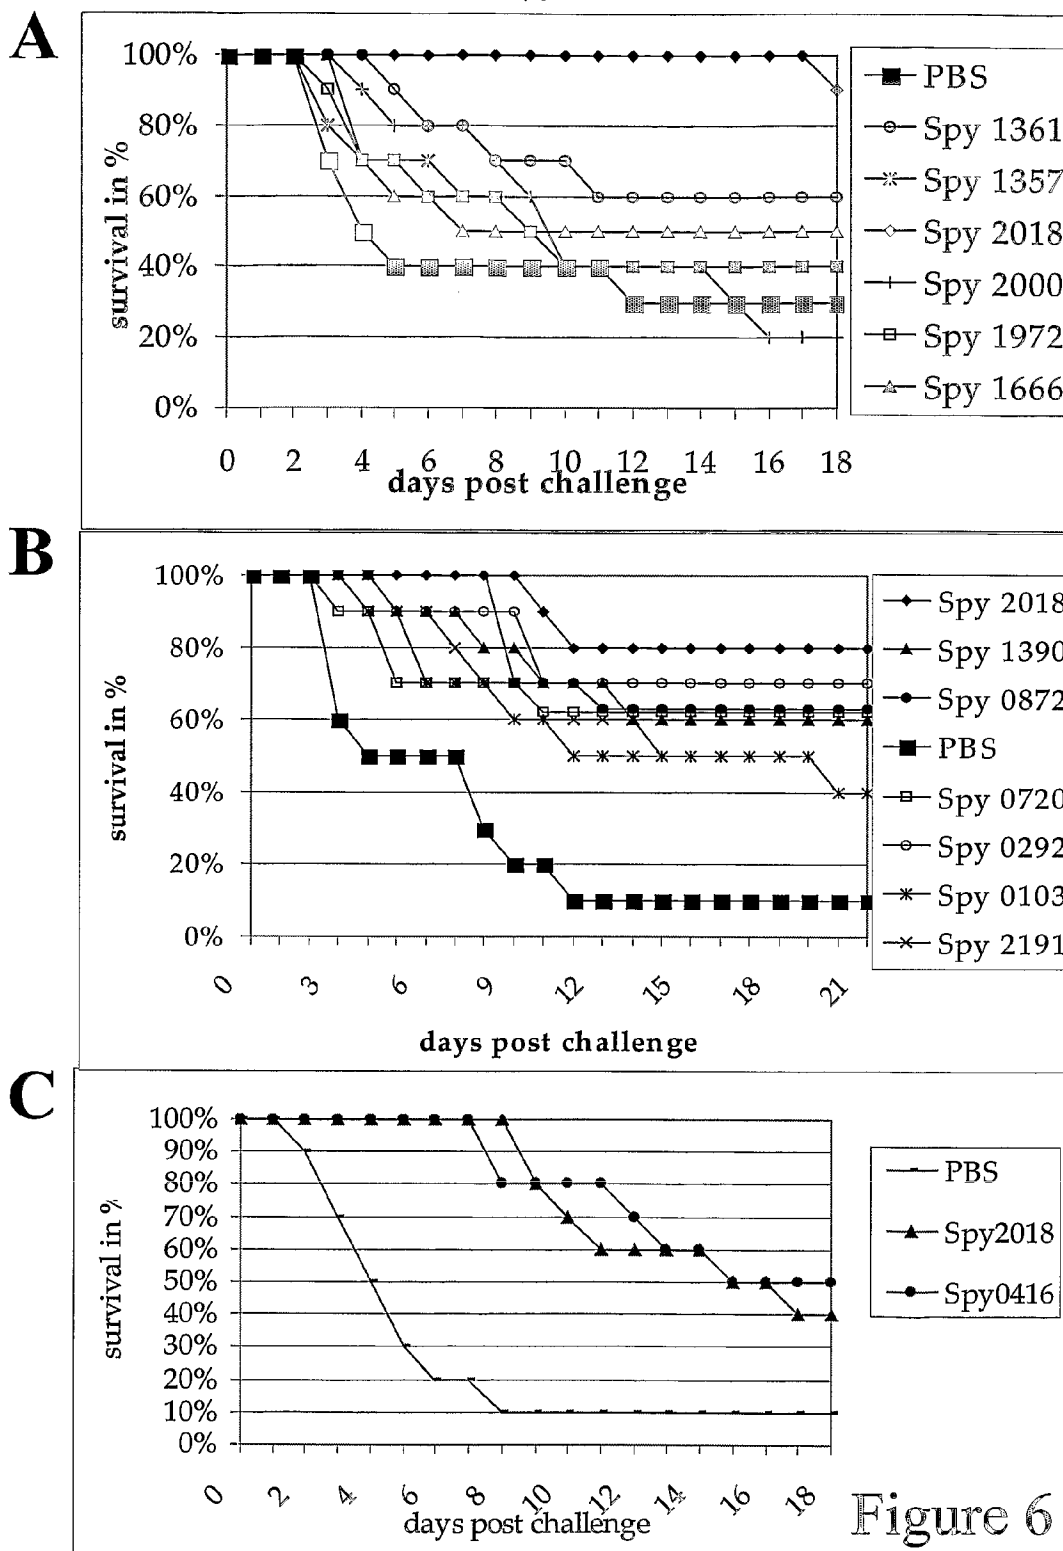 A
survival in %
100%
80%
60%
40%
20%
0%
0 2 4 6 8 10 12 14 16 18
days post challenge
PBS
Spy 1361
Spy 1357
Spy 2018
Spy 2000
Spy 1972
Spy 1666
B
survival in %
100%
80%
60%
40%
20%
0%
0 3 6 9 12 15 18 21
days post challenge
Spy 2018
Spy 1390
Spy 0872
PBS
Spy 0720
Spy 0292
Spy 0103
Spy 2191
C
survival in %
100%
90%
80%
70%
60%
50%
40%
30%
20%
10%
0%
0 2 4 6 8 10 12 14 16 18
days post challenge
PBS
Spy2018
Spy0416
Figure 6